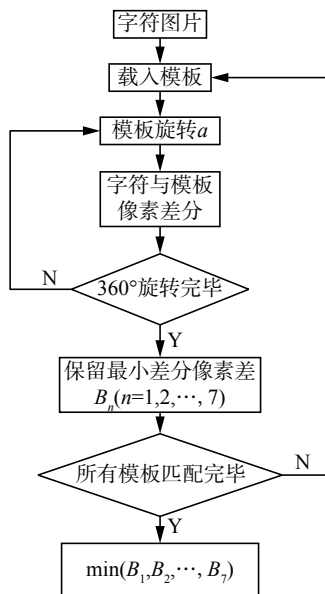 字符图片
载入模板
模板旋转a
字符与模板
像素差分
N
360°旋转完毕
Y
保留最小差分像素差
Bn(n=1,2,⋯, 7)
所有模板匹配完毕
N
Y
min(B1,B2,⋯, B7)